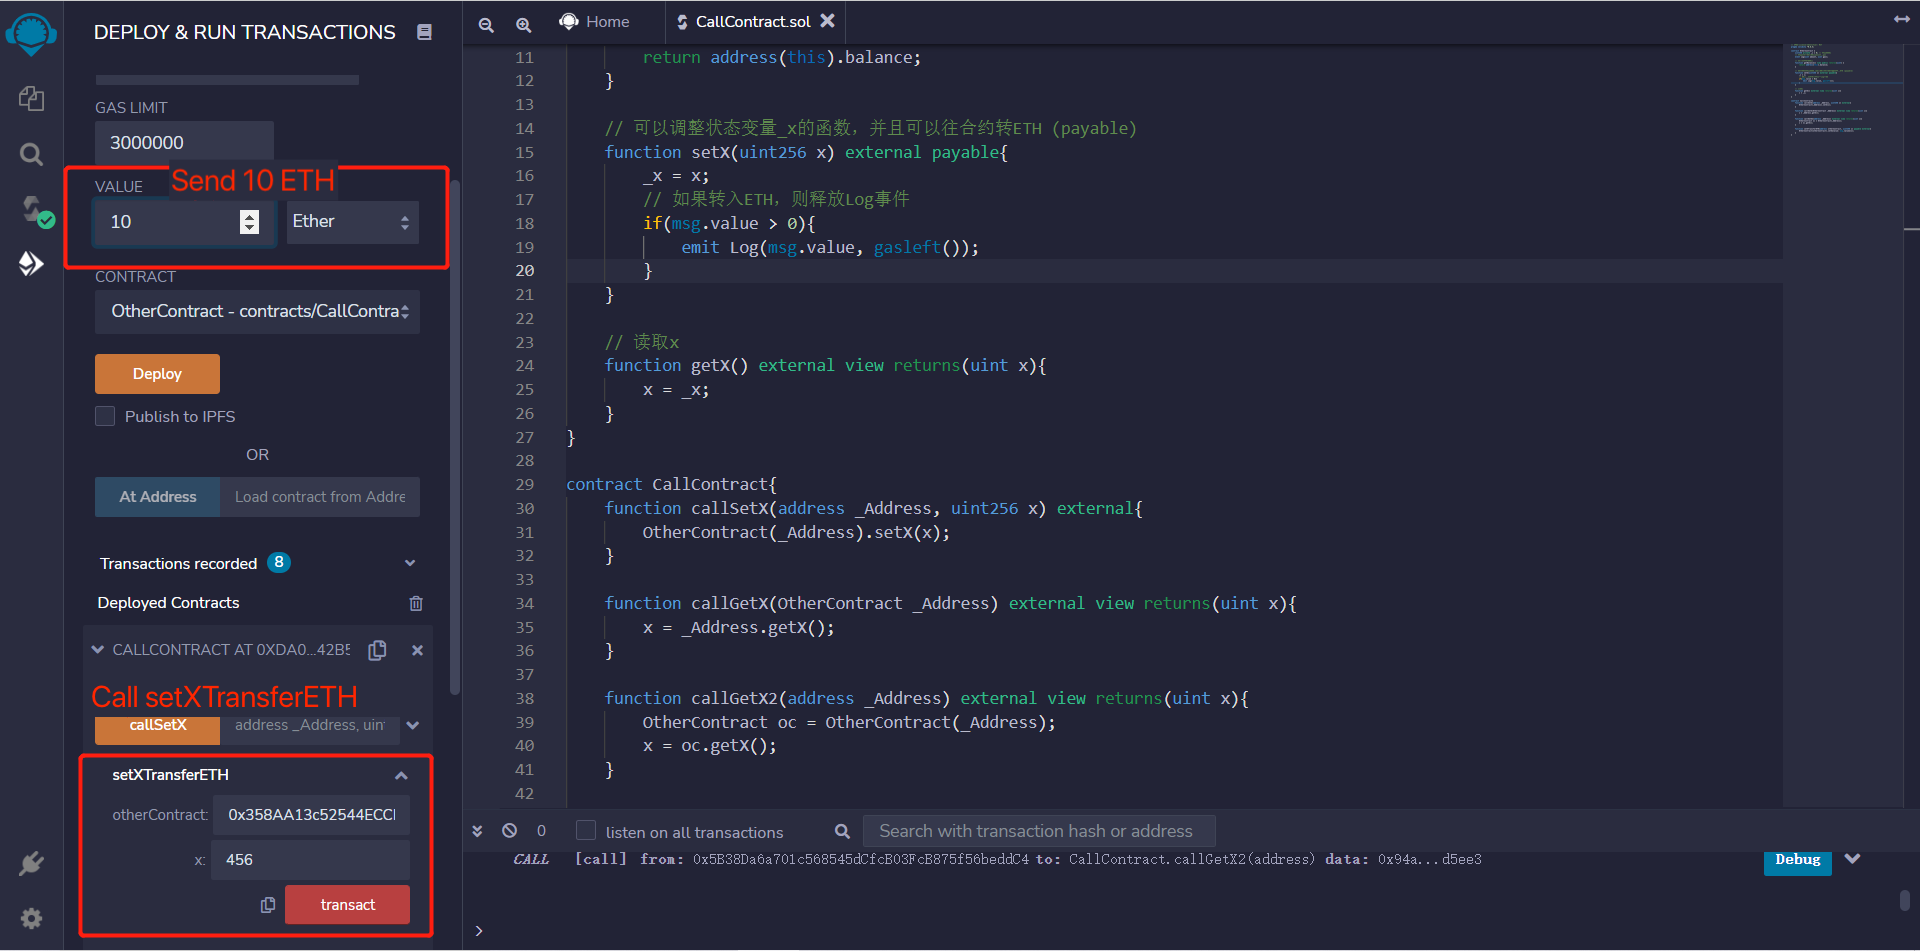 DEPLOY & RUN TRANSACTIONS
GAS LIMIT
3000000
VALUE
Send 10 ETH
10
Ether
CONTRACT
OtherContract - contracts/CallContra
Deploy
Publish to IPFS
OR
At Address
Load contract from Addre
Transactions recorded 8
Deployed Contracts
CALLCONTRACT AT 0XDA0...42B5
Call setXTransferETH
callSetX
address _Address, uin
setXTransferETH
otherContract: 0x358AA13c52544ECCI
x: 456
transact
Home
CallContract.sol
11 return address(this).balance;
12 }
13
14 // 可以调整状态变量_x的函数，并且可以往合约转ETH (payable)
15 function setX(uint256 x) external payable{
16 _x = x;
17 // 如果转入ETH，则释放Log事件
18 if(msg.value > 0){
19 emit Log(msg.value, gasleft());
20 }
21 }
22
23 // 读取x
24 function getX() external view returns(uint x){
25 x = _x;
26 }
27 }
28
29 contract CallContract{
30 function callSetX(address _Address, uint256 x) external{
31 OtherContract(_Address).setX(x);
32 }
33
34 function callGetX(OtherContract _Address) external view returns(uint x){
35 x = _Address.getX();
36 }
37
38 function callGetX2(address _Address) external view returns(uint x){
39 OtherContract oc = OtherContract(_Address);
40 x = oc.getX();
41 }
42
0
listen on all transactions
Search with transaction hash or address
CALL [call] from: 0x5B38Da6a701c568545dCfcB03FcB875f56beddC4 to: CallContract.callGetX2(address) data: 0x94a...d5ee3
Debug
>